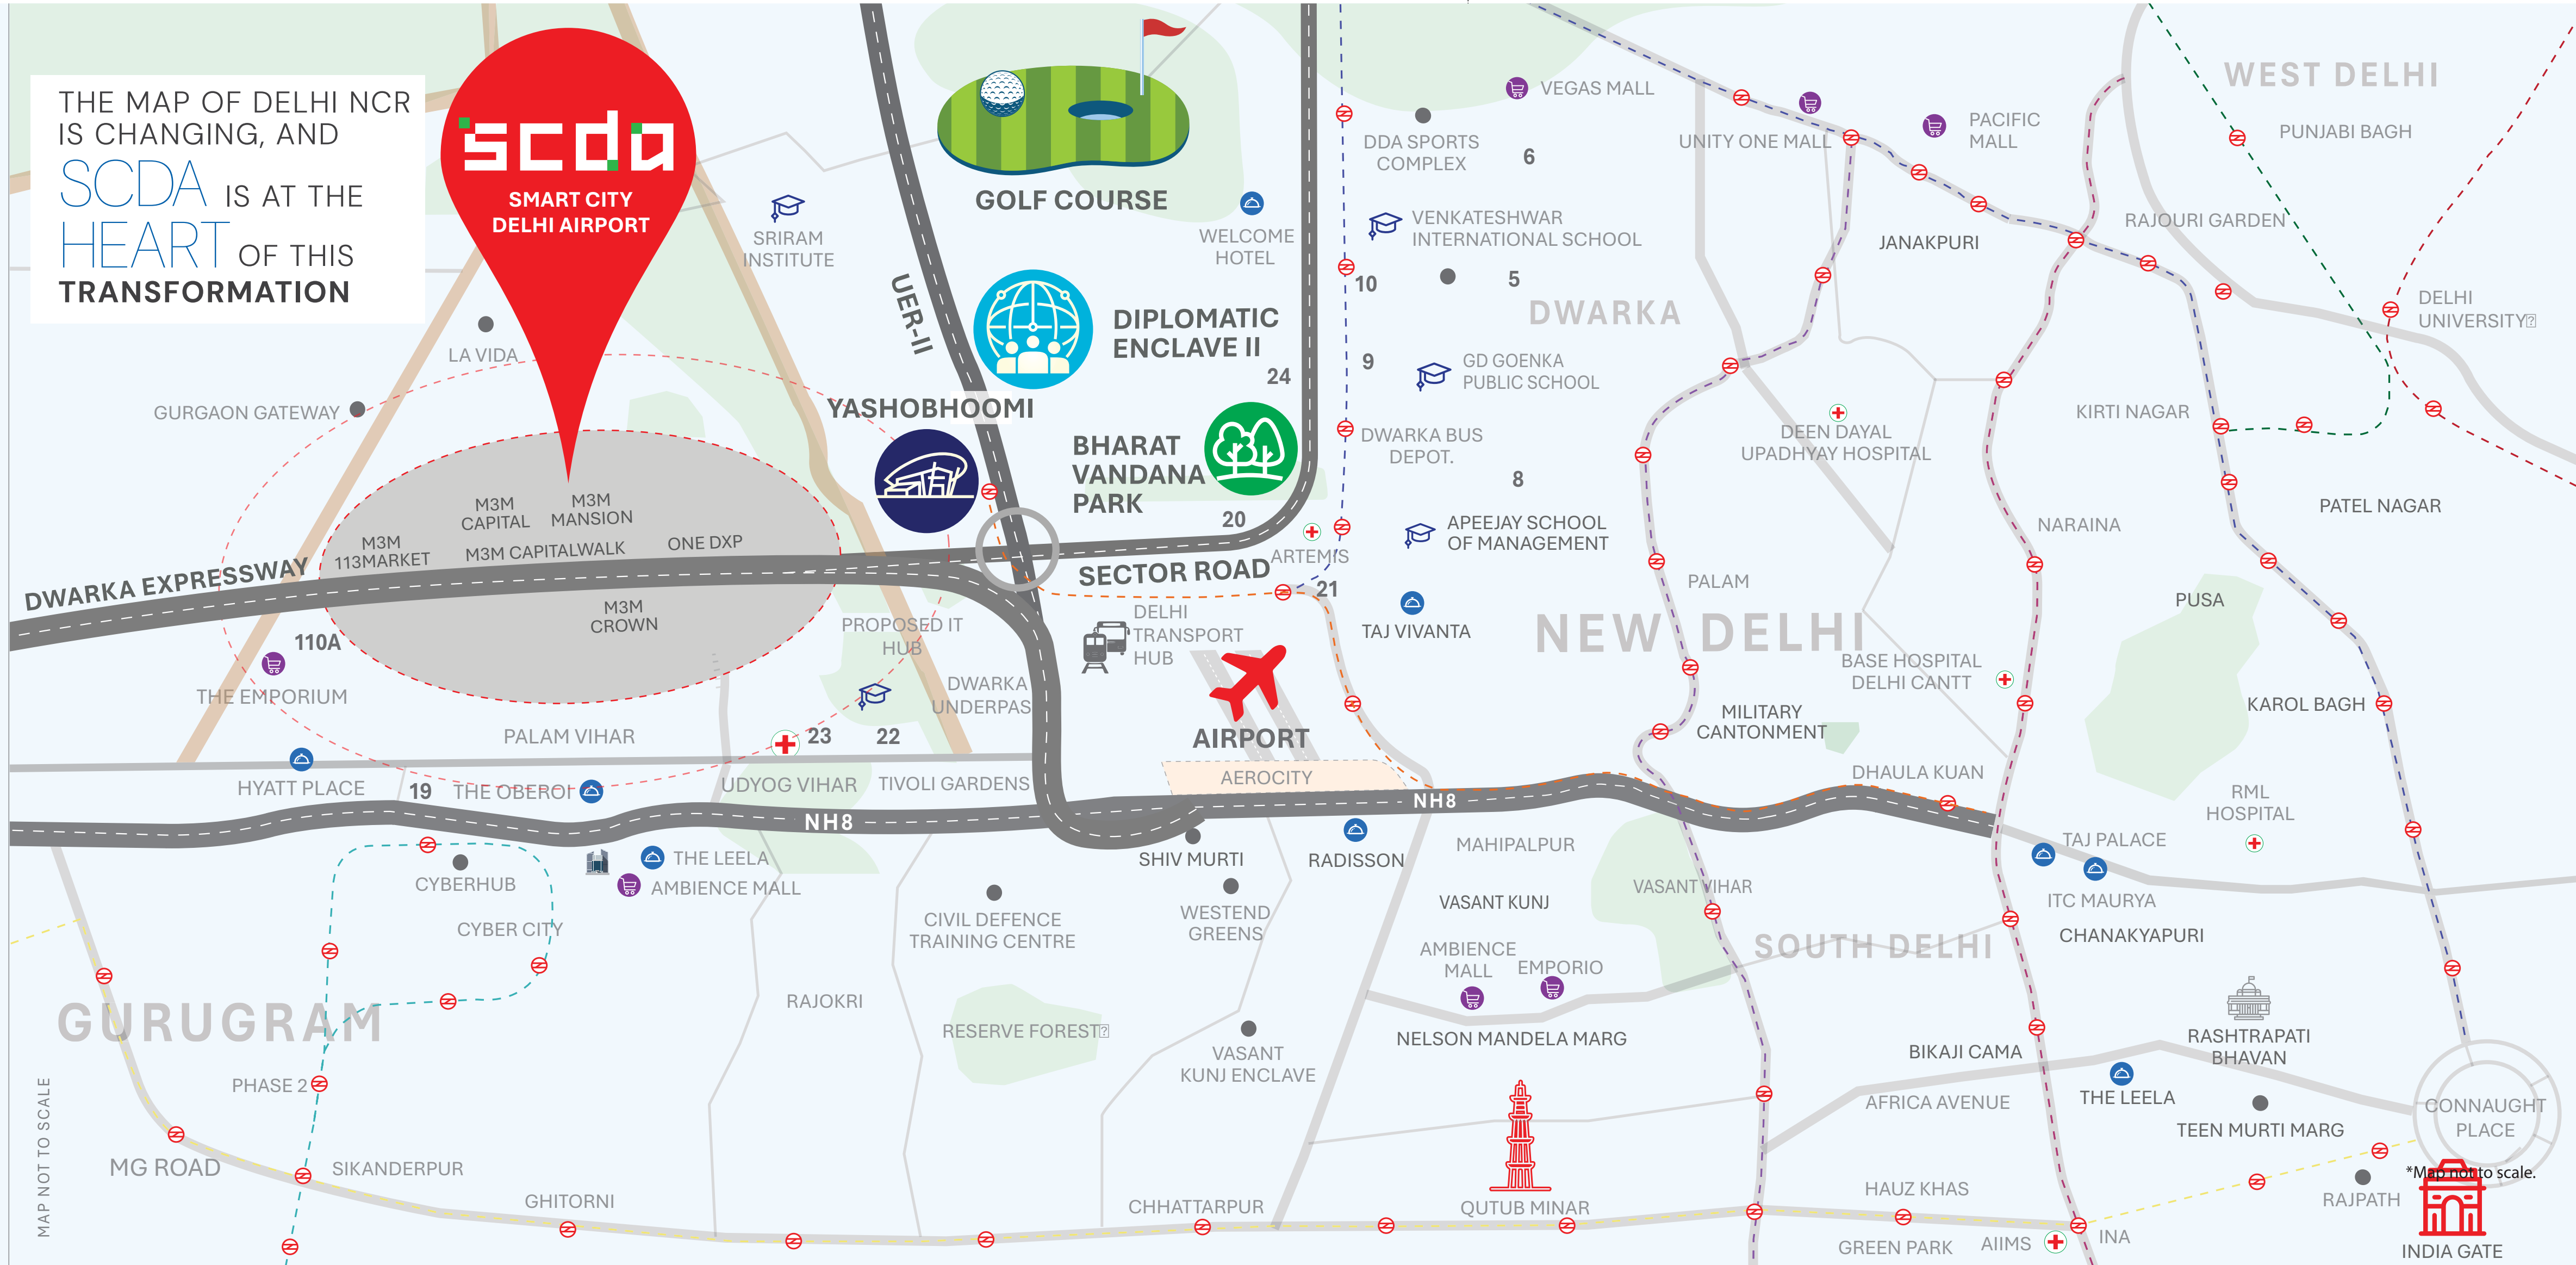 THE MAP OF DELHI NCR
IS CHANGING, AND
SCDA IS AT THE
HEART OF THIS
TRANSFORMATION
scda
SMART CITY
DELHI AIRPORT
GOLF COURSE
UER-II
SRIRAM
INSTITUTE
WELCOME
HOTEL
DIPLOMATIC
ENCLAVE II
24
YASHOBHOOMI
BHARAT
VANDANA
PARK
20
LA VIDA
GURGAON GATEWAY
M3M
CAPITAL
M3M
MANSION
M3M
113MARKET
M3M CAPITALWALK
ONE DXP
M3M
CROWN
DWARKA EXPRESSWAY
110A
THE EMPORIUM
SECTOR ROAD
ARTEMIS
21
PROPOSED IT
HUB
DELHI
TRANSPORT
HUB
DWARKA
UNDERPAS
AIRPORT
AEROCITY
PALAM VIHAR
23
22
HYATT PLACE
19
THE OBEROI
UDYOG VIHAR
TIVOLI GARDENS
NH8
NH8
VEGAS MALL
DDA SPORTS
COMPLEX
6
UNITY ONE MALL
PACIFIC
MALL
WEST DELHI
PUNJABI BAGH
VENKATESHWAR
INTERNATIONAL SCHOOL
10
5
JANAKPURI
RAJOURI GARDEN
DWARKA
DELHI
UNIVERSITY
9
GD GOENKA
PUBLIC SCHOOL
DWARKA BUS
DEPOT.
8
DEEN DAYAL
UPADHYAY HOSPITAL
KIRTI NAGAR
APEEJAY SCHOOL
OF MANAGEMENT
NARAINA
PATEL NAGAR
PALAM
TAJ VIVANTA
NEW DELHI
PUSA
BASE HOSPITAL
DELHI CANTT
MILITARY
CANTONMENT
KAROL BAGH
DHAULA KUAN
RML
HOSPITAL
SHIV MURTI
RADISSON
MAHIPALPUR
TAJ PALACE
THE LEELA
AMBIENCE MALL
CYBERHUB
CYBER CITY
CIVIL DEFENCE
TRAINING CENTRE
WESTEND
GREENS
VASANT KUNJ
VASANT VIHAR
ITC MAURYA
CHANAKYAPURI
AMBIENCE
MALL
EMPORIO
SOUTH DELHI
GURUGRAM
RAJOKRI
RESERVE FOREST
VASANT
KUNJ ENCLAVE
NELSON MANDELA MARG
BIKAJI CAMA
RASHTRAPATI
BHAVAN
PHASE 2
AFRICA AVENUE
THE LEELA
TEEN MURTI MARG
CONNAUGHT
PLACE
MAP NOT TO SCALE
MG ROAD
SIKANDERPUR
GHITORNI
CHHATTARPUR
QUTUB MINAR
HAUZ KHAS
GREEN PARK
AIIMS
INA
RAJPATH
*Map not to scale.
INDIA GATE